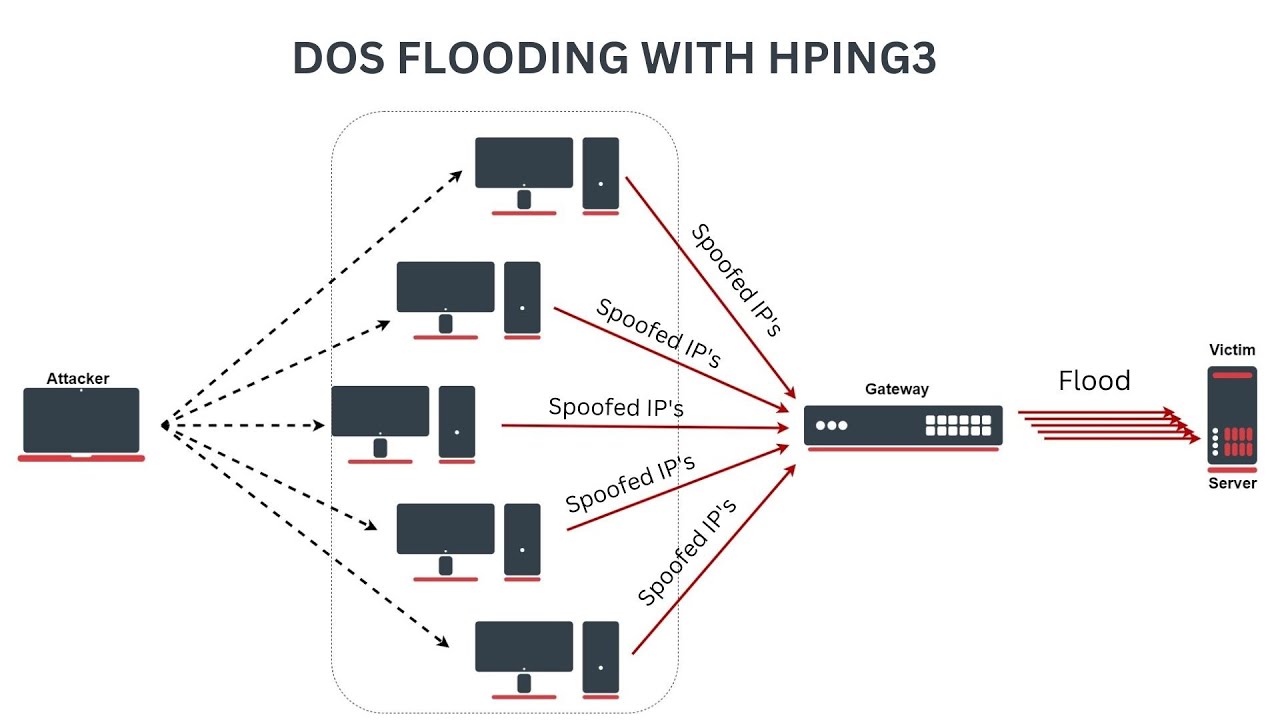 DOS FLOODING WITH HPING3
Attacker
Spoofed IP's
Spoofed IP's
Spoofed IP's
Spoofed IP's
Spoofed IP's
Gateway
Flood
Victim
Server